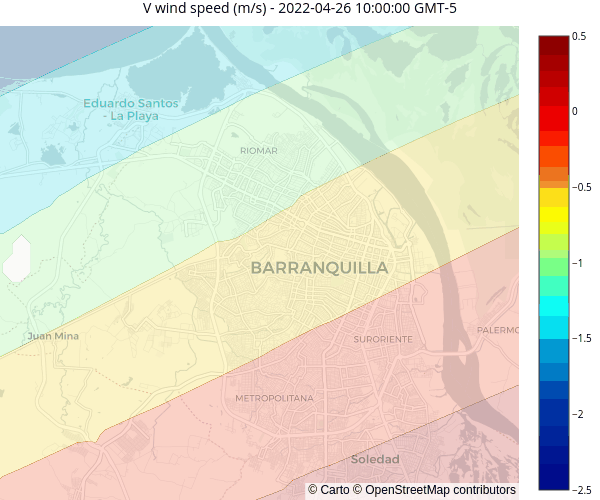 V wind speed (m/s) - 2022-04-26 10:00:00 GMT-5
0.5
Eduardo Santos
- La Playa
0
RIOMAR
−0.5
BARRANQUILLA
−1
Juan Mina
SURORIENTE
PALERMO
−1.5
METROPOLITANA
−2
Soledad
© Carto © OpenStreetMap contributors
−2.5